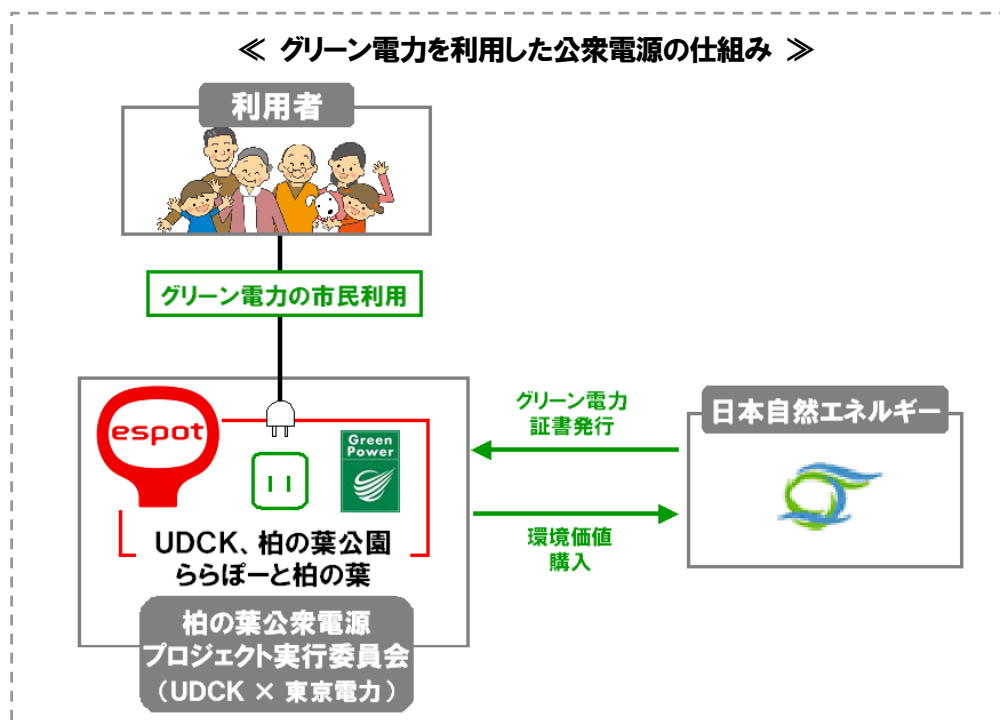 ≪ グリーン電力を利用した公衆電源の仕組み ≫
利用者
グリーン電力の市民利用
espot
Green
Power
UDCK、柏の葉公園
ららぽーと柏の葉
柏の葉公衆電源
プロジェクト実行委員会
（UDCK × 東京電力）
グリーン電力
証書発行
環境価値
購入
日本自然エネルギー